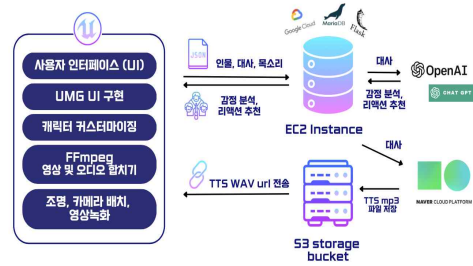 사용자 인터페이스 (UI)
UMG UI 구현
캐릭터 커스터마이징
FFmpeg
영상 및 오디오 합치기
조명, 카메라 배치,
영상녹화
JSON
인물, 대사, 목소리
감정 분석,
리액션 추천
TTS WAV url 전송
Google Cloud
MariaDB
Flask
EC2 Instance
대사
감정 분석,
리액션 추천
OpenAI
CHAT GPT
대사
NAVER CLOUD PLATFORM
TTS mp3
파일 저장
S3 storage
bucket